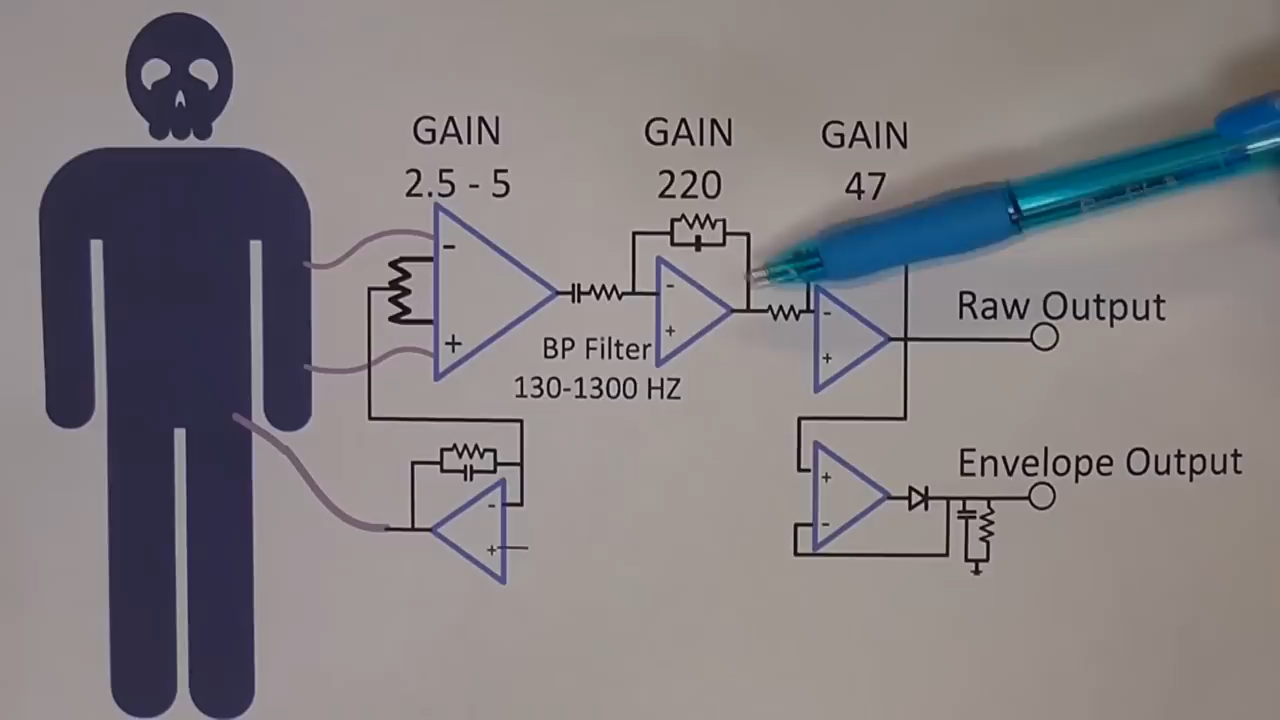 GAIN
2.5 - 5
GAIN
220
GAIN
47
-
+
-
+
-
+
BP Filter
130-1300 HZ
Raw Output
-
+
+
-
Envelope Output